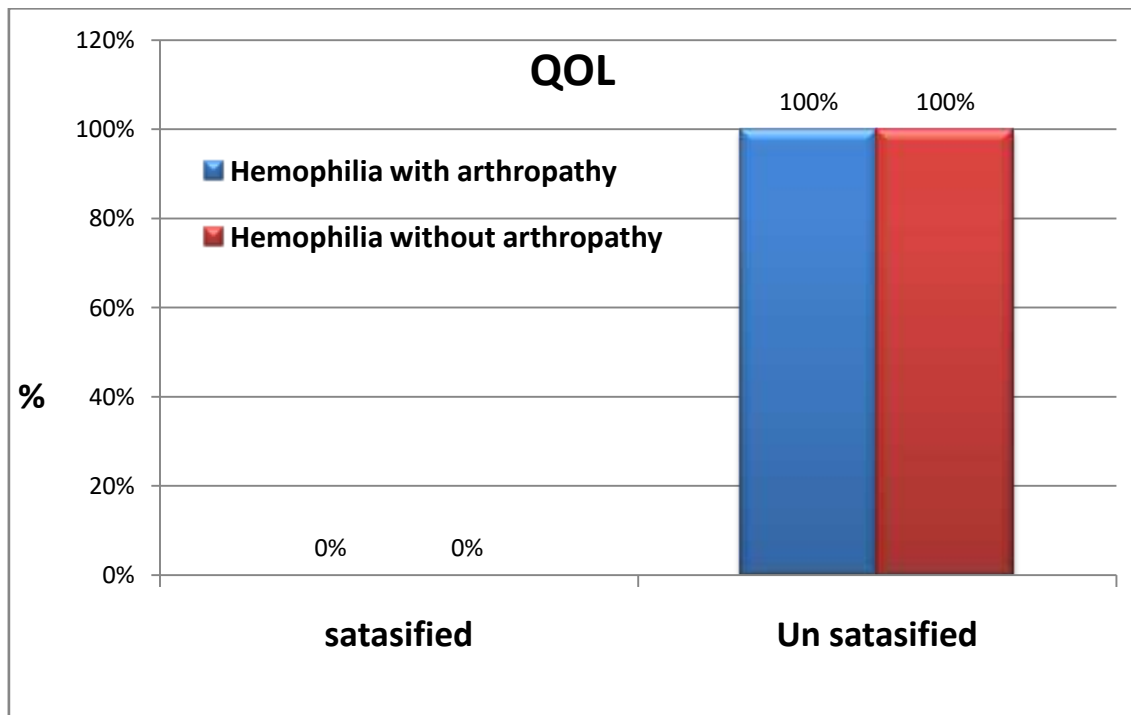 QOL
120%
100%
80%
60%
40%
20%
0%
%
Hemophilia with arthropathy
Hemophilia without arthropathy
0% 0%
100% 100%
satasified Un satasified